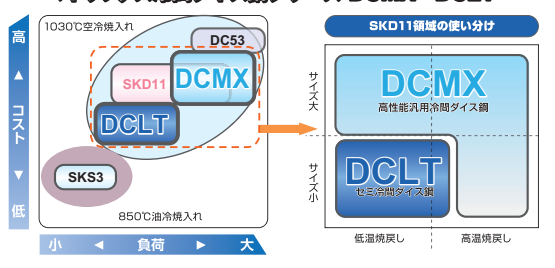 1030℃空冷焼入れ
DC53
SKD11
DCMX
DCLT
SKS3
850℃油冷焼入れ
高
▲
コスト
▼
低
小 ◀ 負荷 ▶ 大
SKD11領域の使い分け
サイズ大
DCMX
高性能汎用冷間ダイス鋼
サイズ小
DCLT
セミ冷間ダイス鋼
低温焼戻し
高温焼戻し